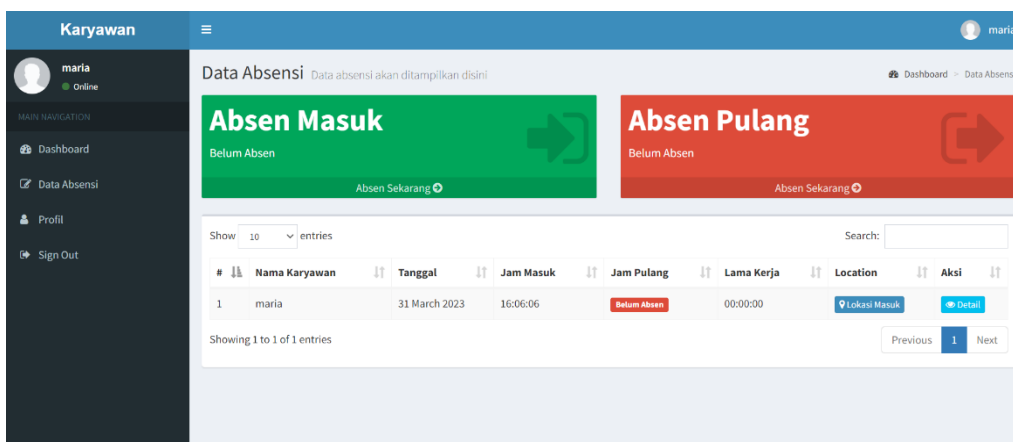 Karyawan
maria
maria
Online
MAIN NAVIGATION
Dashboard
Data Absensi
Profil
Sign Out
Data Absensi Data absensi akan ditampilkan disini
Dashboard > Data Absens
Absen Masuk
Belum Absen
Absen Sekarang
Absen Pulang
Belum Absen
Absen Sekarang
Show 10 entries
Search:
# Nama Karyawan Tanggal Jam Masuk Jam Pulang Lama Kerja Location Aksi
1 maria 31 March 2023 16:06:06 Belum Absen 00:00:00 Lokasi Masuk Detail
Showing 1 to 1 of 1 entries
Previous 1 Next